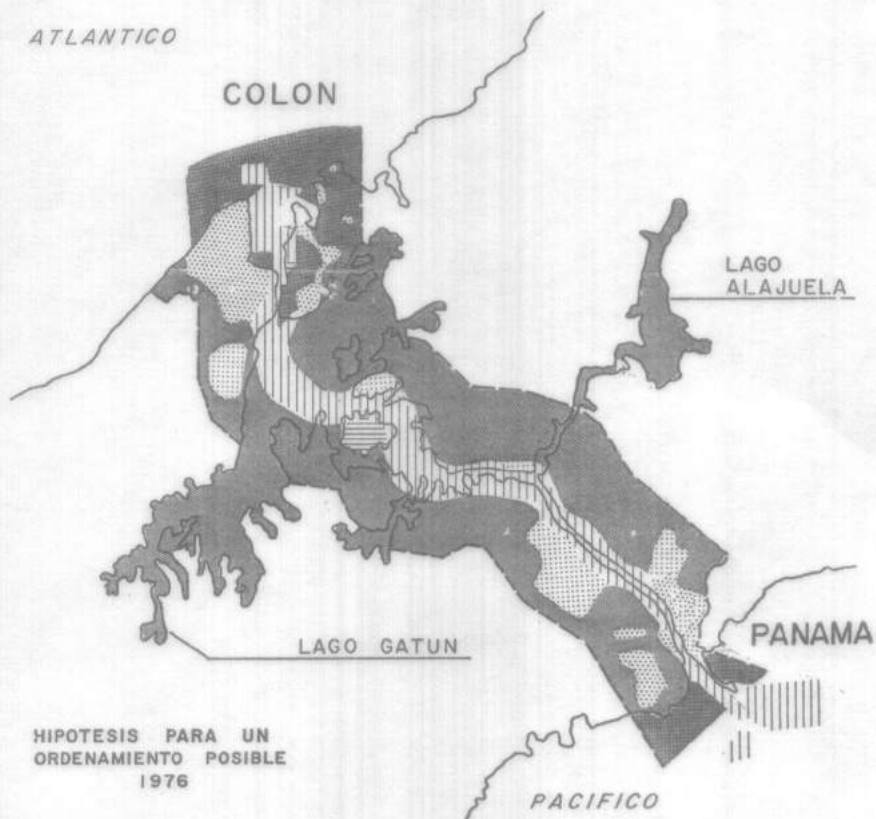 ATLANTICO
COLON
LAGO
ALAJUELA
PANAMA
LAGO GATUN
HIPOTESIS PARA UN
ORDENAMIENTO POSIBLE
1976
PACIFICO